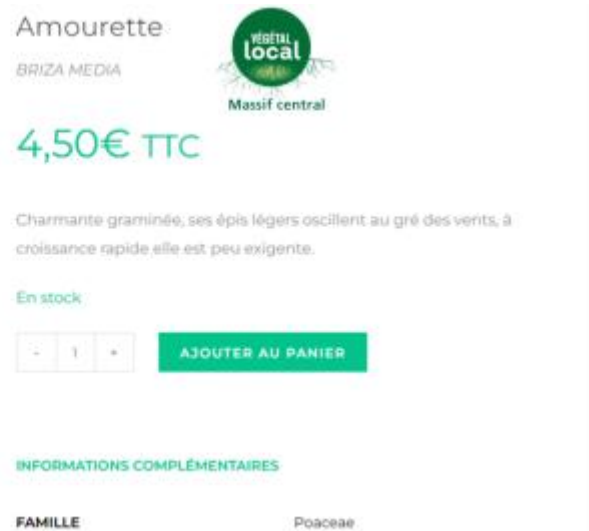 Amourette
VÉGÉTAL
local
BRIZA MEDIA
Massif central
4,50€ TTC
Charmante graminée, ses épis légers oscillent au gré des vents, à
croissance rapide elle est peu exigente.
En stock
- 1 +
AJOUTER AU PANIER
INFORMATIONS COMPLÉMENTAIRES
FAMILLE Poaceae